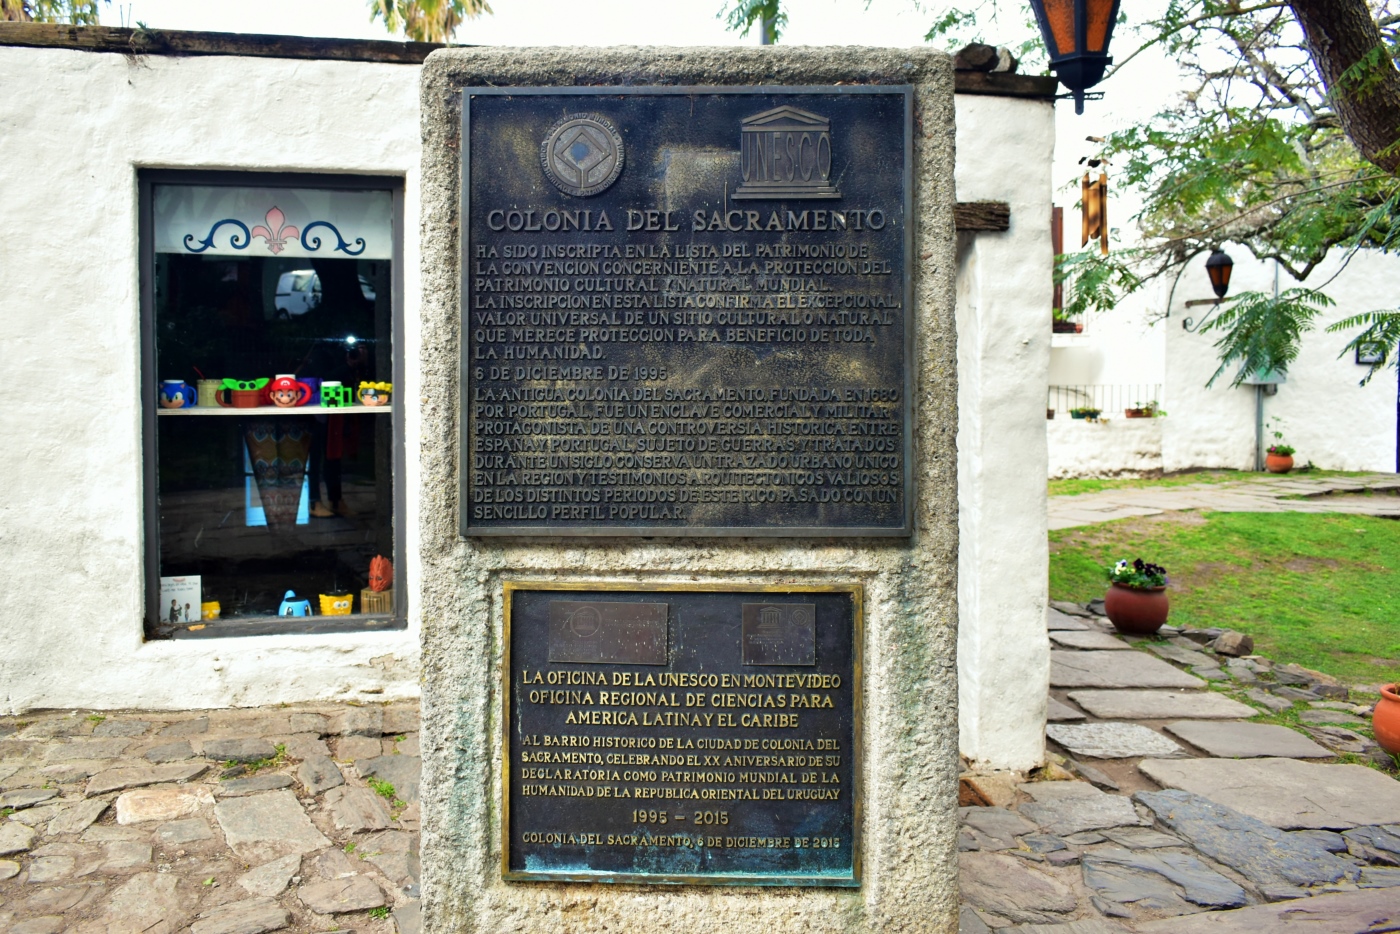 UNESCO
COLONIA DEL SACRAMENTO
HA SIDO INSCRIPTA EN LA LISTA DEL PATRIMONIO DE
LA CONVENCION CONCERNIENTE A LA PROTECCION DEL
PATRIMONIO CULTURAL Y NATURAL MUNDIAL.
LA INSCRIPCION EN ESTA LISTA CONFIRMA EL EXCEPCIONAL
VALOR UNIVERSAL DE UN SITIO CULTURAL O NATURAL
QUE MERECE PROTECCION PARA BENEFICIO DE TODA
LA HUMANIDAD.
6 DE DICIEMBRE DE 1995
LA ANTIGUA COLONIA DEL SACRAMENTO, FUNDADA EN 1680
POR PORTUGAL, FUE UN ENCLAVE COMERCIAL Y MILITAR
PROTAGONISTA DE UNA CONTROVERSIA HISTORICA ENTRE
ESPAÑA Y PORTUGAL, SUJETO DE GUERRAS Y TRATADOS
DURANTE UN SIGLO CONSERVA UN TRAZADO URBANO UNICO
EN LA REGION Y TESTIMONIOS ARQUITECTONICOS VALIOSOS
DE LOS DISTINTOS PERIODOS DE ESTE RICO PASADO CON UN
SENCILLO PERFIL POPULAR.
LA OFICINA DE LA UNESCO EN MONTEVIDEO
OFICINA REGIONAL DE CIENCIAS PARA
AMERICA LATINA Y EL CARIBE
AL BARRIO HISTORICO DE LA CIUDAD DE COLONIA DEL
SACRAMENTO, CELEBRANDO EL XX ANIVERSARIO DE SU
DECLARATORIA COMO PATRIMONIO MUNDIAL DE LA
HUMANIDAD DE LA REPUBLICA ORIENTAL DEL URUGUAY
1995 – 2015
COLONIA DEL SACRAMENTO, 6 DE DICIEMBRE DE 2015